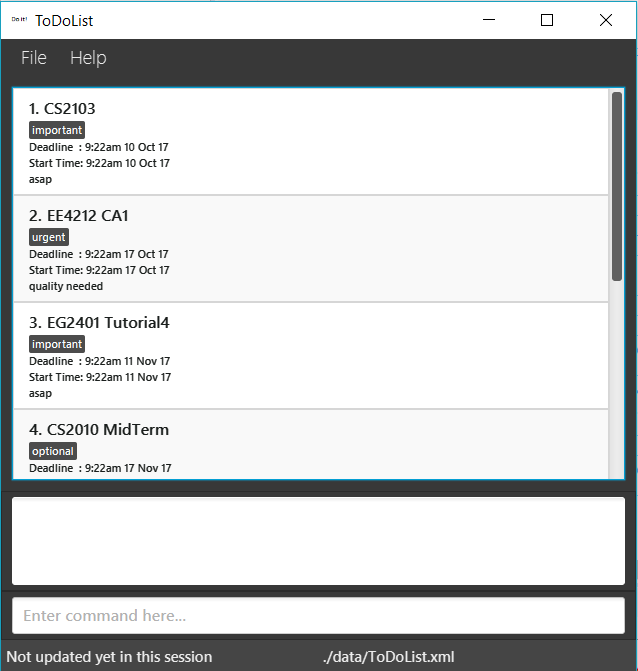 Do it! ToDoList
File Help
1. CS2103
important
Deadline : 9:22am 10 Oct 17
Start Time: 9:22am 10 Oct 17
asap
2. EE4212 CA1
urgent
Deadline : 9:22am 17 Oct 17
Start Time: 9:22am 17 Oct 17
quality needed
3. EG2401 Tutorial4
important
Deadline : 9:22am 11 Nov 17
Start Time: 9:22am 11 Nov 17
asap
4. CS2010 MidTerm
optional
Deadline : 9:22am 17 Nov 17
Enter command here...
Not updated yet in this session ./data/ToDoList.xml